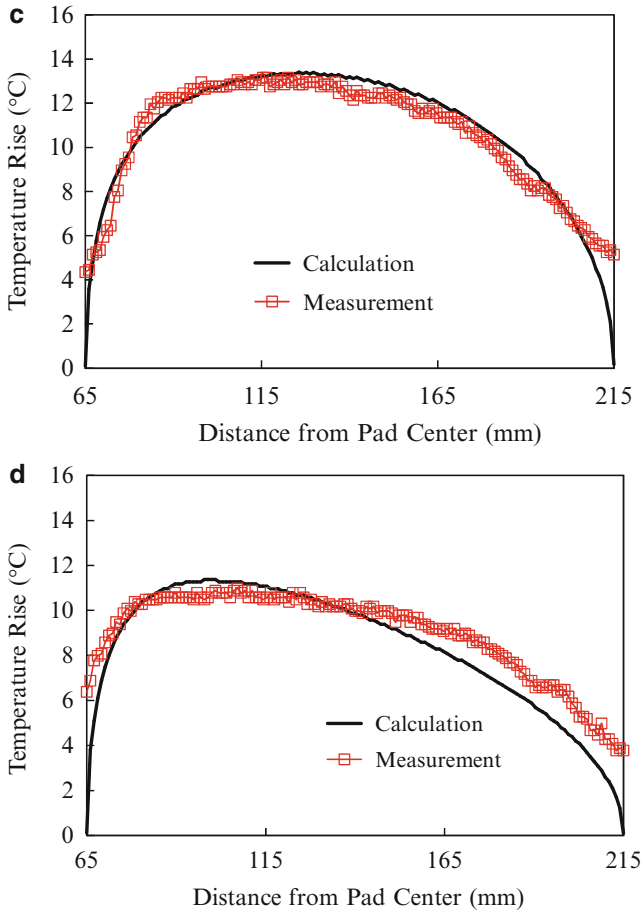 c
16
14
12
10
8
6
4
2
0
Temperature Rise (°C)
Calculation
Measurement
65
115
165
215
Distance from Pad Center (mm)
d
16
14
12
10
8
6
4
2
0
Temperature Rise (°C)
Calculation
Measurement
65
115
165
215
Distance from Pad Center (mm)